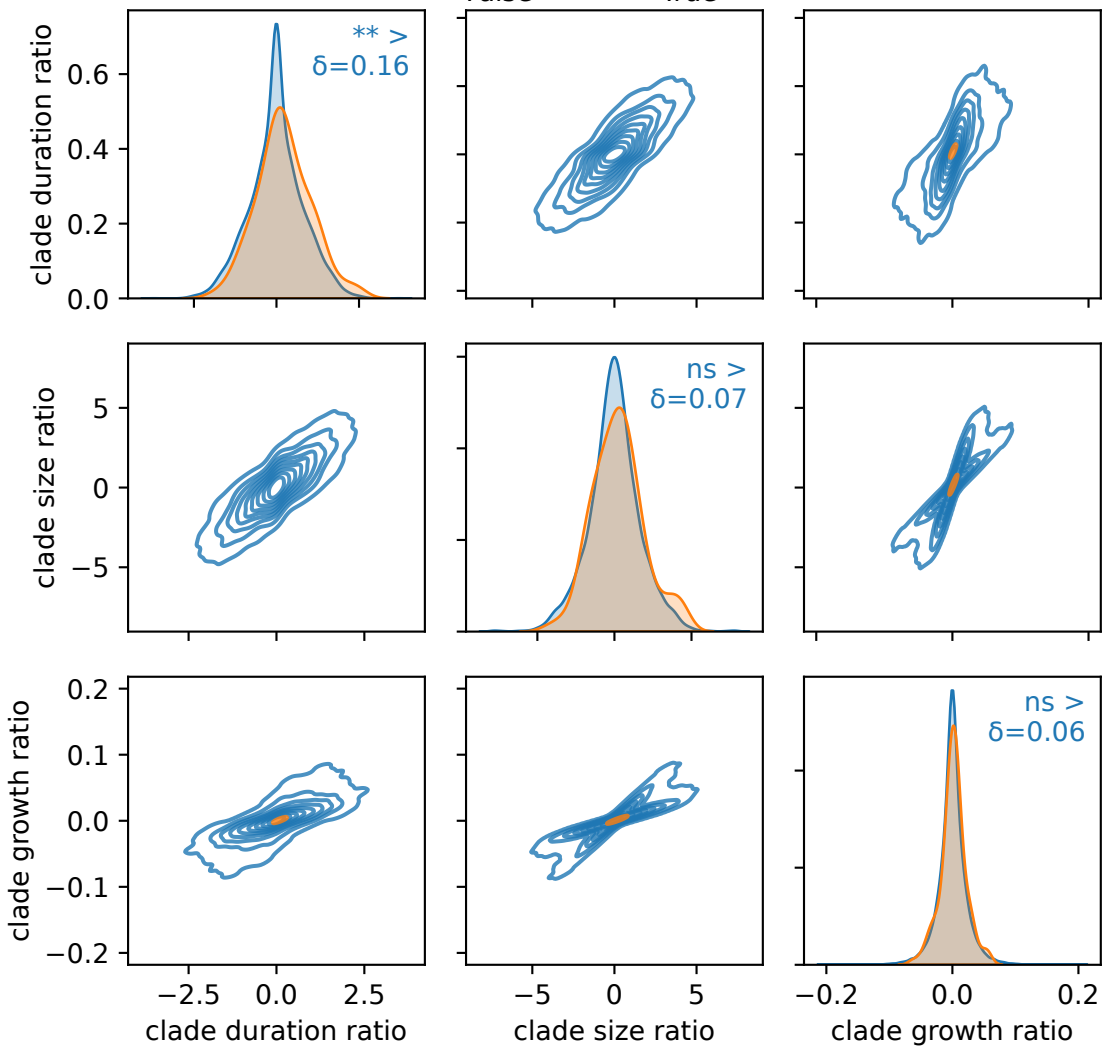 False True
clade duration ratio
0.6
0.4
0.2
0.0
** >
δ=0.16
clade size ratio
5
0
−5
ns >
δ=0.07
clade growth ratio
0.2
0.1
0.0
−0.1
−0.2
ns >
δ=0.06
−2.5 0.0 2.5
−5 0 5
−0.2 0.0 0.2
clade duration ratio
clade size ratio
clade growth ratio